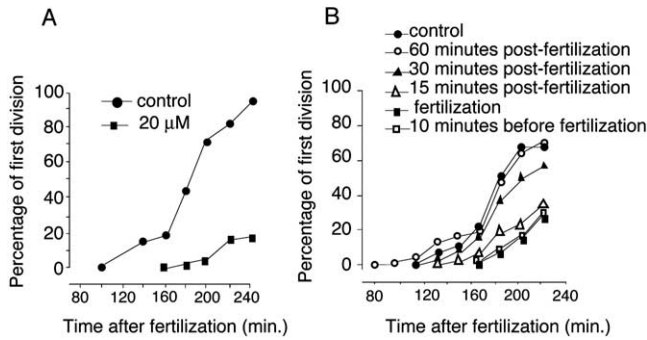 A
B
control
60 minutes post-fertilization
30 minutes post-fertilization
15 minutes post-fertilization
fertilization
10 minutes before fertilization
control
20 µM
Percentage of first division
100
80
60
40
20
0
80 120 160 200 240
Time after fertilization (min.)
Percentage of first division
100
80
60
40
20
0
80 120 160 200 240
Time after fertilization (min.)